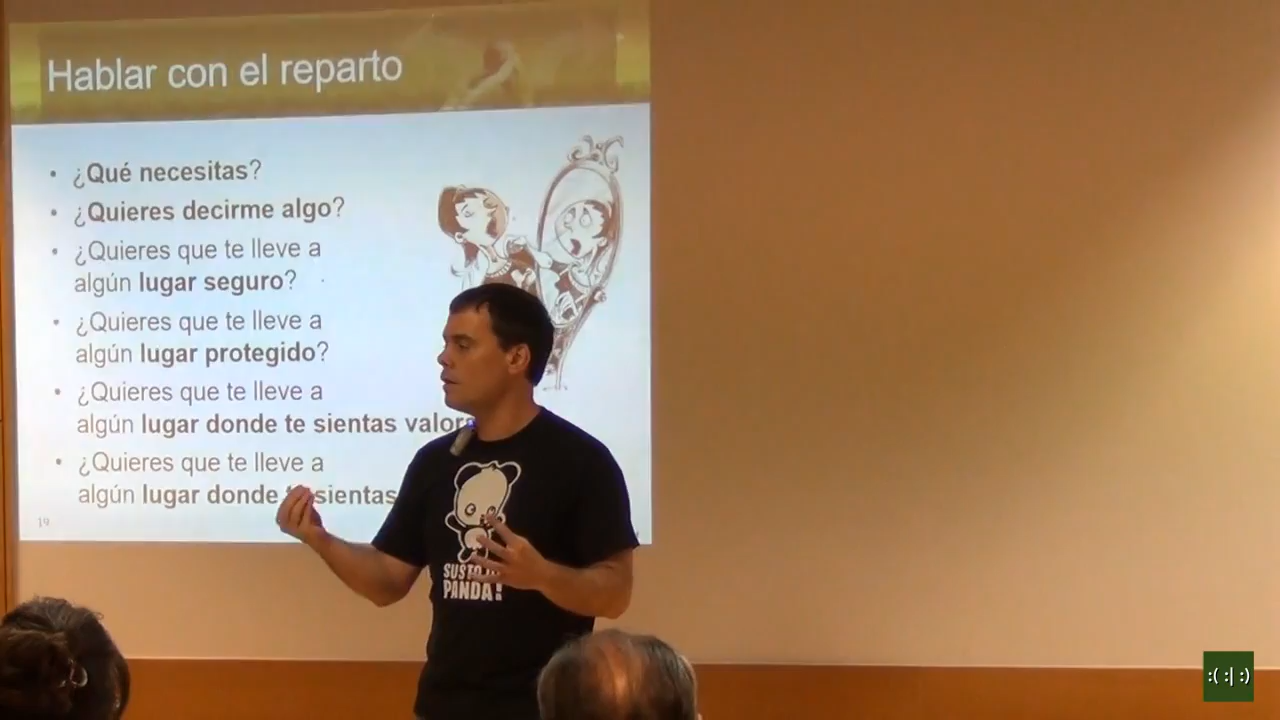 Hablar con el reparto
• ¿Qué necesitas?
• ¿Quieres decirme algo?
• ¿Quieres que te lleve a
algún lugar seguro?
• ¿Quieres que te lleve a
algún lugar protegido?
• ¿Quieres que te lleve a
algún lugar donde te sientas
• ¿Quieres que te lleve a
algún lugar donde sientas
19
PANDA!
:( :| :)